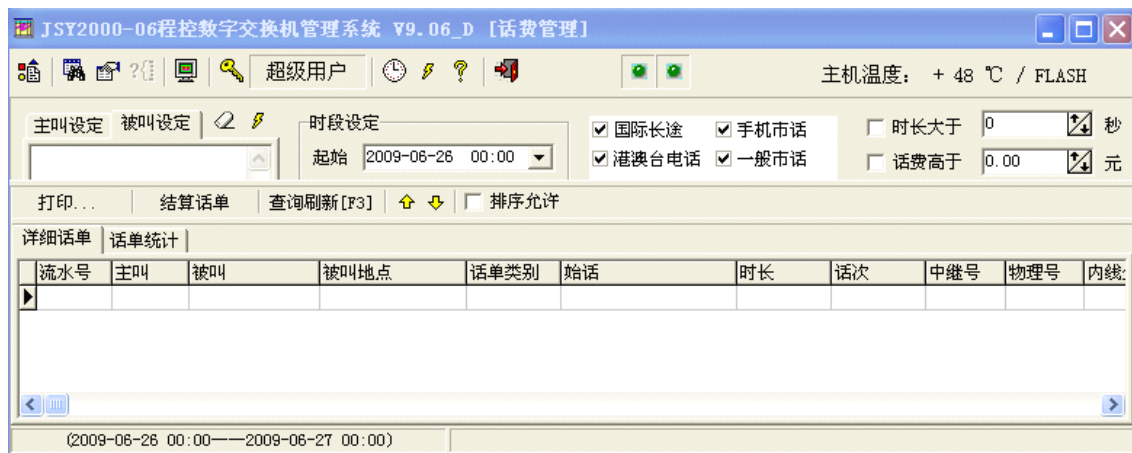 JSY2000-06程控数字交换机管理系统 V9.06_D [话费管理]
超级用户 主机温度: + 48 ℃ / FLASH
主叫设定 被叫设定 时段设定 国际长途 手机市话 时长大于 0 秒
起始 2009-06-26 00:00 港澳台电话 一般市话 话费高于 0.00 元
打印... 结算话单 查询刷新[F3] 排序允许
详细话单 话单统计
流水号 主叫 被叫 被叫地点 话单类别 始话 时长 话次 中继号 物理号 内线
(2009-06-26 00:00——2009-06-27 00:00)